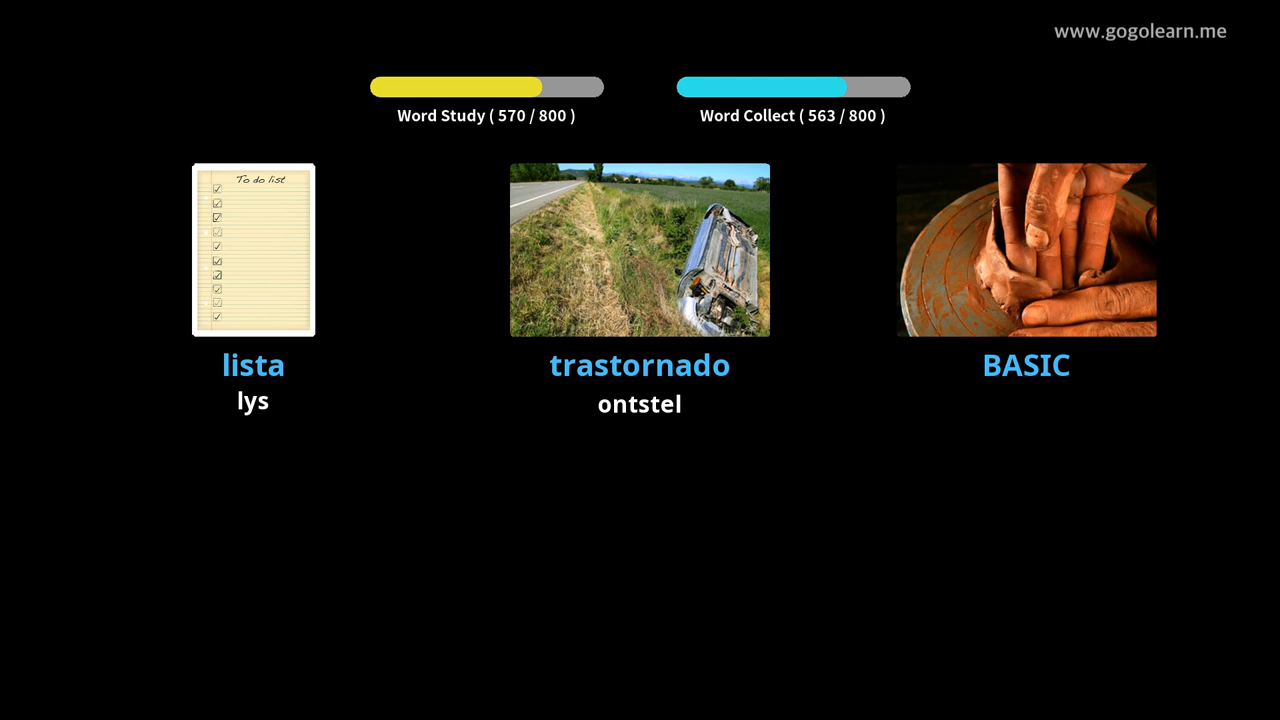 www.gogolearn.me
Word Study ( 570 / 800 )
Word Collect ( 563 / 800 )
To do list
lista
trastornado
BASIC
lys
ontstel